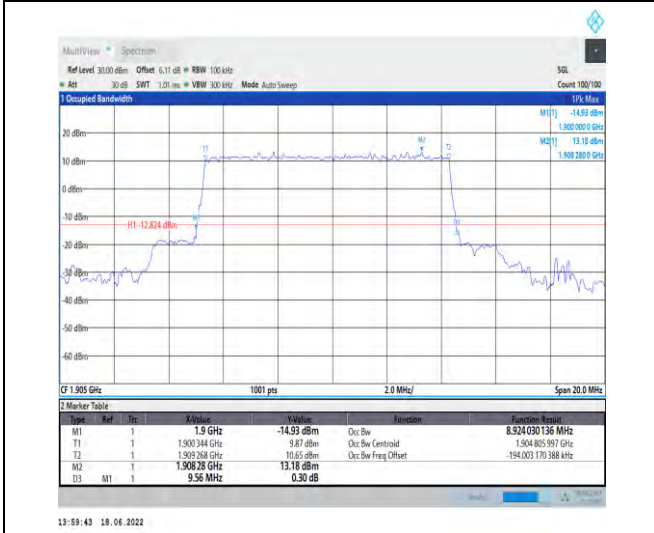 MultiView Spectrum
Ref Level 30.00 dBm Offset 6.11 dB RBW 100 kHz SGL
Att 30 dB SWT 1.01 ms VBW 300 kHz Mode Auto Sweep Count 100/100
1 Occupied Bandwidth 1Pk Max
M1[1] -14.93 dBm
1.900 000 0 GHz
M2[1] 13.18 dBm
1.908 280 0 GHz
20 dBm
M2
T1
T2
10 dBm
0 dBm
-10 dBm
H1 -12.824 dBm
-20 dBm
-30 dBm
-40 dBm
-50 dBm
-60 dBm
CF 1.905 GHz 1001 pts 2.0 MHz/ Span 20.0 MHz
2 Marker Table
Type Ref Trc X-Value Y-Value Function Function Result
M1 1 1.9 GHz -14.93 dBm Occ Bw 8.924 030 136 MHz
T1 1 1.900 344 GHz 9.87 dBm Occ Bw Centroid 1.904 805 997 GHz
T2 1 1.909 268 GHz 10.65 dBm Occ Bw Freq Offset -194.003 170 388 kHz
M2 1 1.908 28 GHz 13.18 dBm
D3 M1 1 9.56 MHz 0.30 dB
13:59:43 18.06.2022